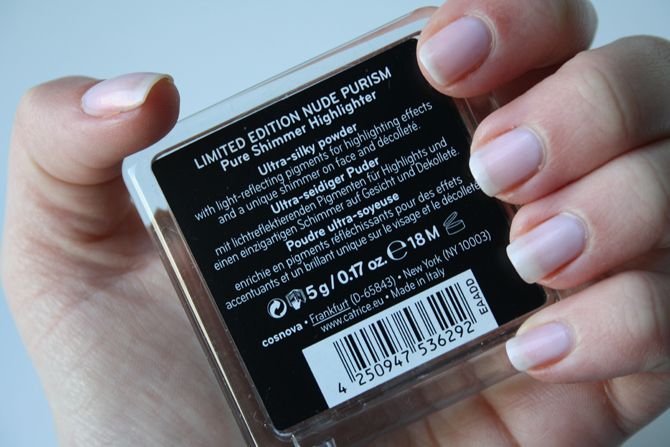 LIMITED EDITION NUDE PURISM
Pure Shimmer Highlighter
Ultra-silky powder
with light-reflecting pigments for highlighting effects
and a unique shimmer on face and décolleté.
Ultra-seidiger Puder
mit lichtreflektierenden Pigmenten für Highlights und
einen einzigartigen Schimmer auf Gesicht und Dekolleté.
Poudre ultra-soyeuse
enrichie en pigments réfléchissants pour des effets
accentuants et un brillant unique sur le visage et le décolleté.
5 g / 0.17 oz. e 18 M
cosnova • Frankfurt (D-65843) • New York (NY 10003)
www.catrice.eu • Made in Italy
EAADD
4 250947 536292